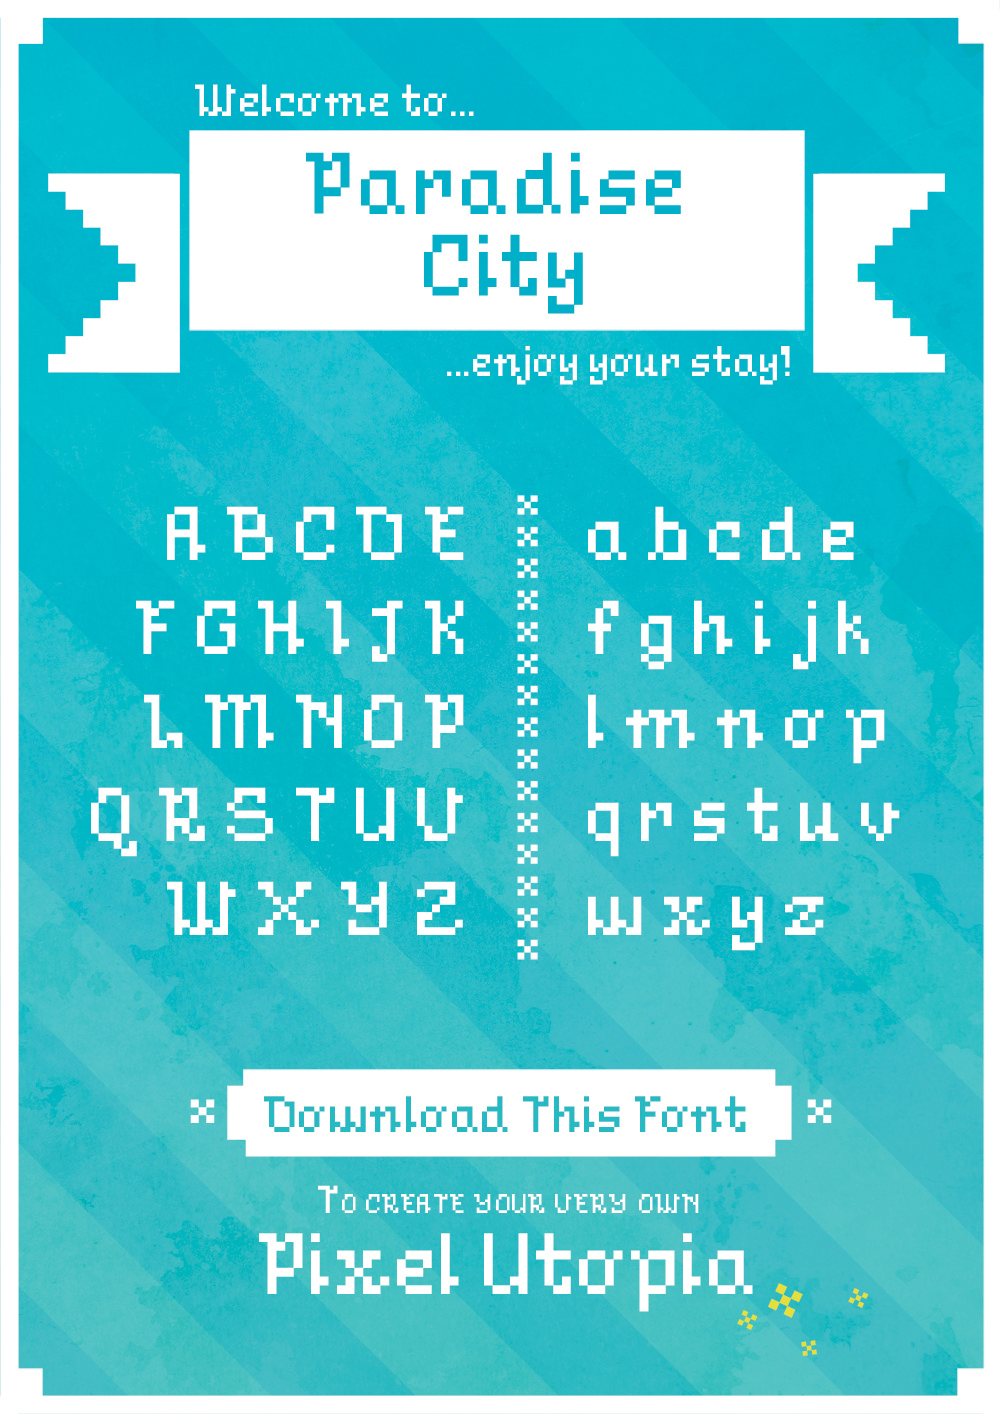 Welcome to...
Paradise
City
...enjoy your stay!
A B C D E
F G H I J K
L M N O P
Q R S T U V
W X Y Z
a b c d e
f g h i j k
l m n o p
q r s t u v
w x y z
Download This Font
To create your very own
Pixel Utopia